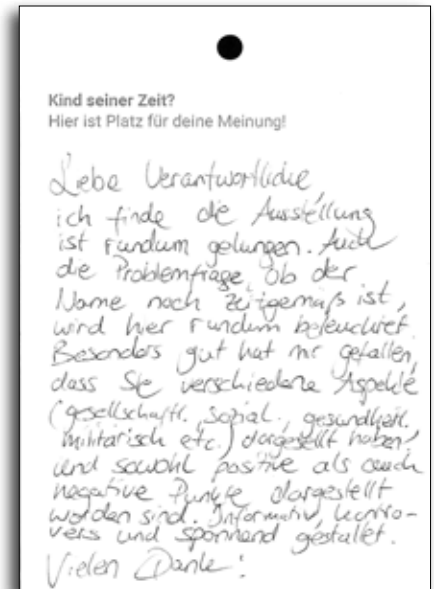 Kind seiner Zeit?
Hier ist Platz für deine Meinung!
Liebe Verantwortliche,
ich finde die Ausstellung
ist rundum gelungen. Auch
die Problemfrage, ob der
Name noch zeitgemäß ist,
wird hier rundum beleuchtet.
Besonders gut hat mir gefallen,
dass Sie verschiedene Aspekte
(gesellschaftl., sozial., gesundheitl.
militärisch etc.) dargestellt haben,
und sowohl positive als auch
negative Punkte dargestellt
worden sind. Informativ, kontro-
vers und spannend gestaltet.
Vielen Danke!